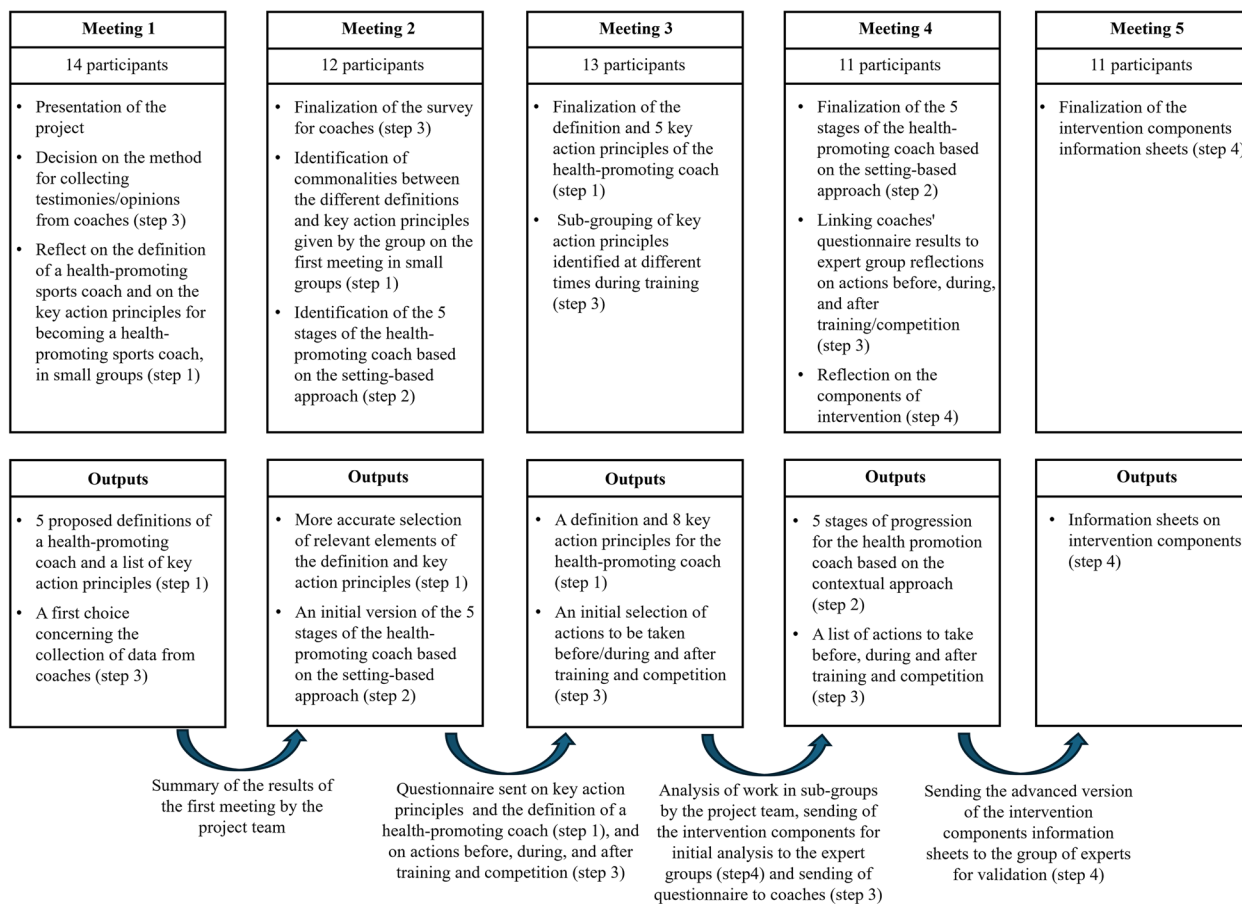 Meeting 1
14 participants
• Presentation of the
project
• Decision on the method
for collecting
testimonies/opinions
from coaches (step 3)
• Reflect on the definition
of a health-promoting
sports coach and on the
key action principles for
becoming a health-
promoting sports coach,
in small groups (step 1)
Meeting 2
12 participants
• Finalization of the survey
for coaches (step 3)
• Identification of
commonalities between
the different definitions
and key action principles
given by the group on the
first meeting in small
groups (step 1)
• Identification of the 5
stages of the health-
promoting coach based
on the setting-based
approach (step 2)
Meeting 3
13 participants
• Finalization of the
definition and 5 key
action principles of the
health-promoting coach
(step 1)
• Sub-grouping of key
action principles
identified at different
times during training
(step 3)
Meeting 4
11 participants
• Finalization of the 5
stages of the health-
promoting coach based
on the setting-based
approach (step 2)
• Linking coaches'
questionnaire results to
expert group reflections
on actions before, during,
and after
training/competition
(step 3)
• Reflection on the
components of
intervention (step 4)
Meeting 5
11 participants
• Finalization of the
intervention components
information sheets (step 4)
Outputs
• 5 proposed definitions of
a health-promoting
coach and a list of key
action principles (step 1)
• A first choice
concerning the
collection of data from
coaches (step 3)
Outputs
• More accurate selection
of relevant elements of
the definition and key
action principles (step 1)
• An initial version of the 5
stages of the health-
promoting coach based
on the setting-based
approach (step 2)
Outputs
• A definition and 8 key
action principles for the
health-promoting coach
(step 1)
• An initial selection of
actions to be taken
before/during and after
training and competition
(step 3)
Outputs
• 5 stages of progression
for the health promotion
coach based on the
contextual approach
(step 2)
• A list of actions to take
before, during and after
training and competition
(step 3)
Outputs
• Information sheets on
intervention components
(step 4)
Summary of the results of
the first meeting by the
project team
Questionnaire sent on key action
principles and the definition of a
health-promoting coach (step 1), and
on actions before, during, and after
training and competition (step 3)
Analysis of work in sub-groups
by the project team, sending of
the intervention components for
initial analysis to the expert
groups (step4) and sending of
questionnaire to coaches (step 3)
Sending the advanced version
of the intervention
components information
sheets to the group of experts
for validation (step 4)